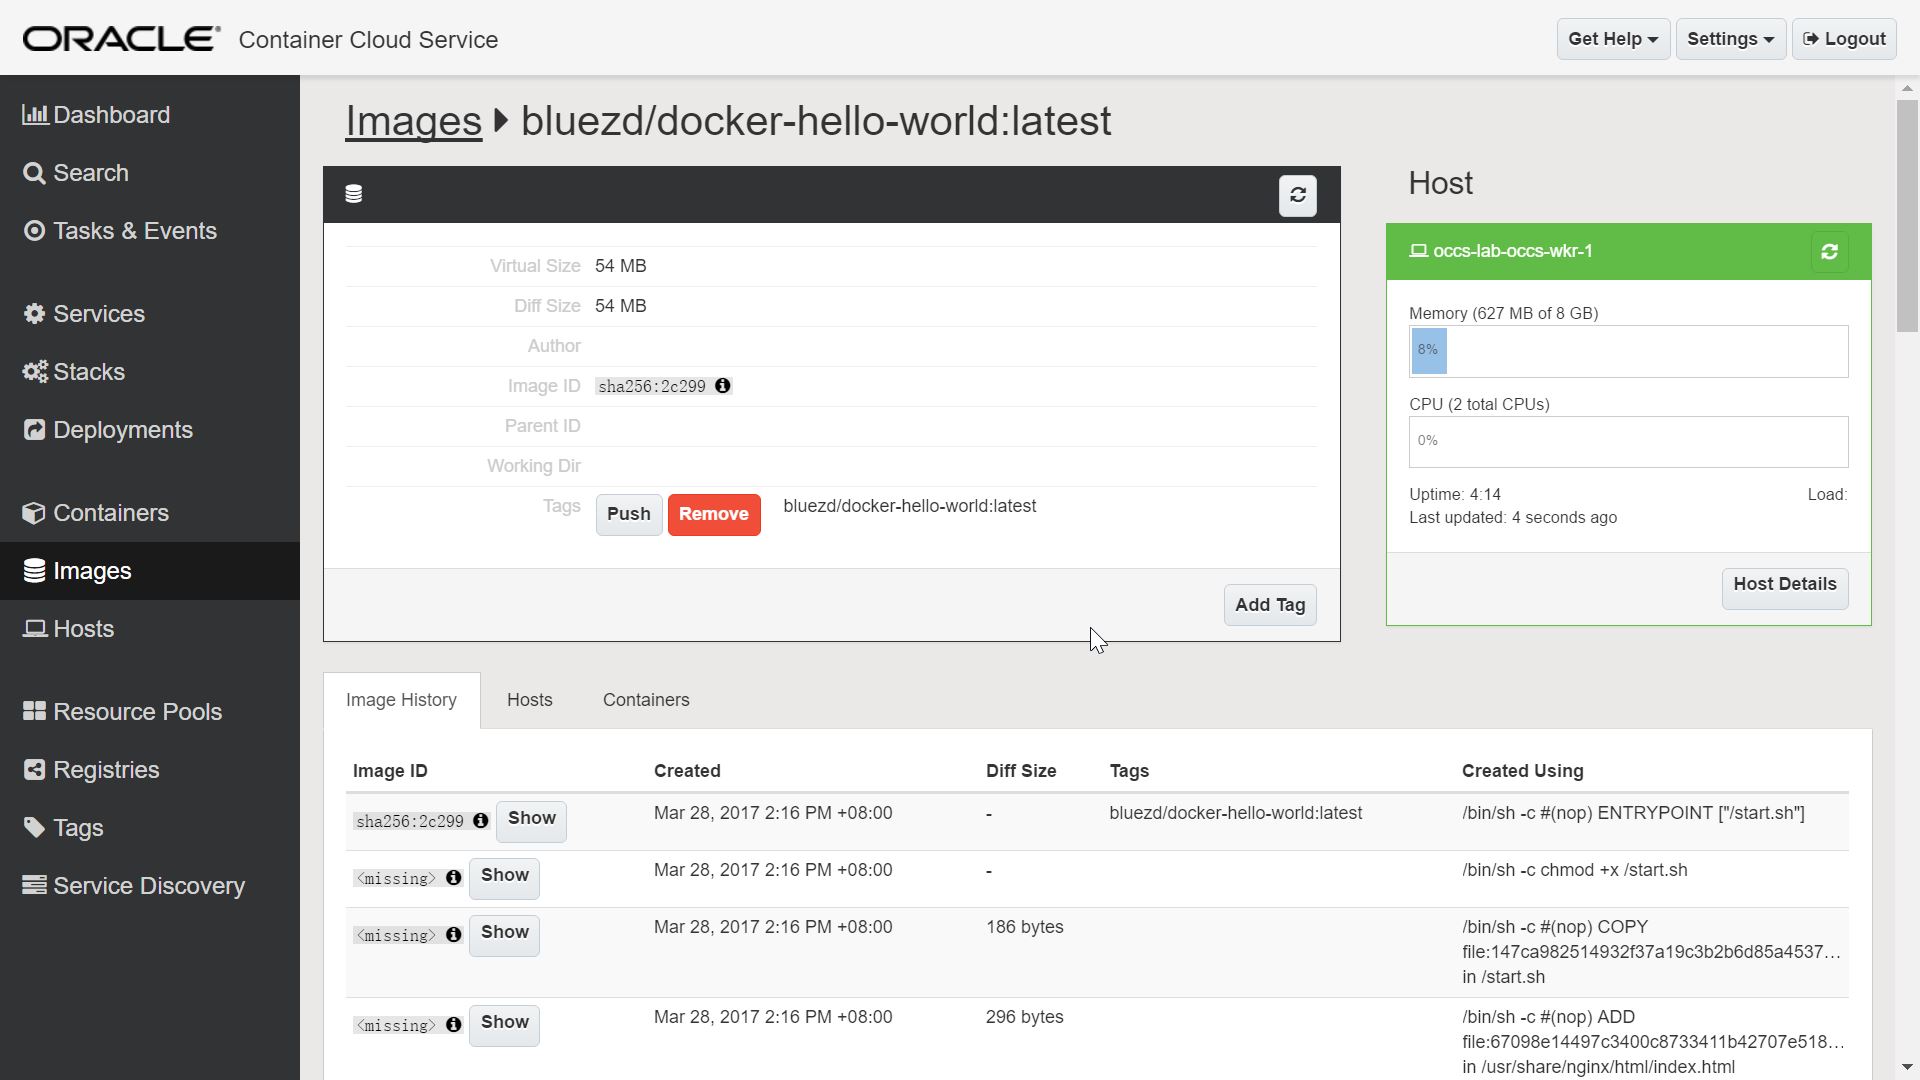 ORACLE® Container Cloud Service
Get Help
Settings
Logout
Dashboard
Search
Tasks & Events
Services
Stacks
Deployments
Containers
Images
Hosts
Resource Pools
Registries
Tags
Service Discovery
Images bluezd/docker-hello-world:latest
Virtual Size 54 MB
Diff Size 54 MB
Author
Image ID sha256:2c299
Parent ID
Working Dir
Tags Push Remove bluezd/docker-hello-world:latest
Add Tag
Host
occs-lab-occs-wkr-1
Memory (627 MB of 8 GB)
8%
CPU (2 total CPUs)
0%
Uptime: 4:14 Load:
Last updated: 4 seconds ago
Host Details
Image History Hosts Containers
Image ID Created Diff Size Tags Created Using
sha256:2c299 Show Mar 28, 2017 2:16 PM +08:00 - bluezd/docker-hello-world:latest /bin/sh -c #(nop) ENTRYPOINT ["/start.sh"]
<missing> Show Mar 28, 2017 2:16 PM +08:00 - /bin/sh -c chmod +x /start.sh
<missing> Show Mar 28, 2017 2:16 PM +08:00 186 bytes /bin/sh -c #(nop) COPY
file:147ca982514932f37a19c3b2b6d85a4537...
in /start.sh
<missing> Show Mar 28, 2017 2:16 PM +08:00 296 bytes /bin/sh -c #(nop) ADD
file:67098e14497c3400c8733411b42707e518...
in /usr/share/nginx/html/index.html